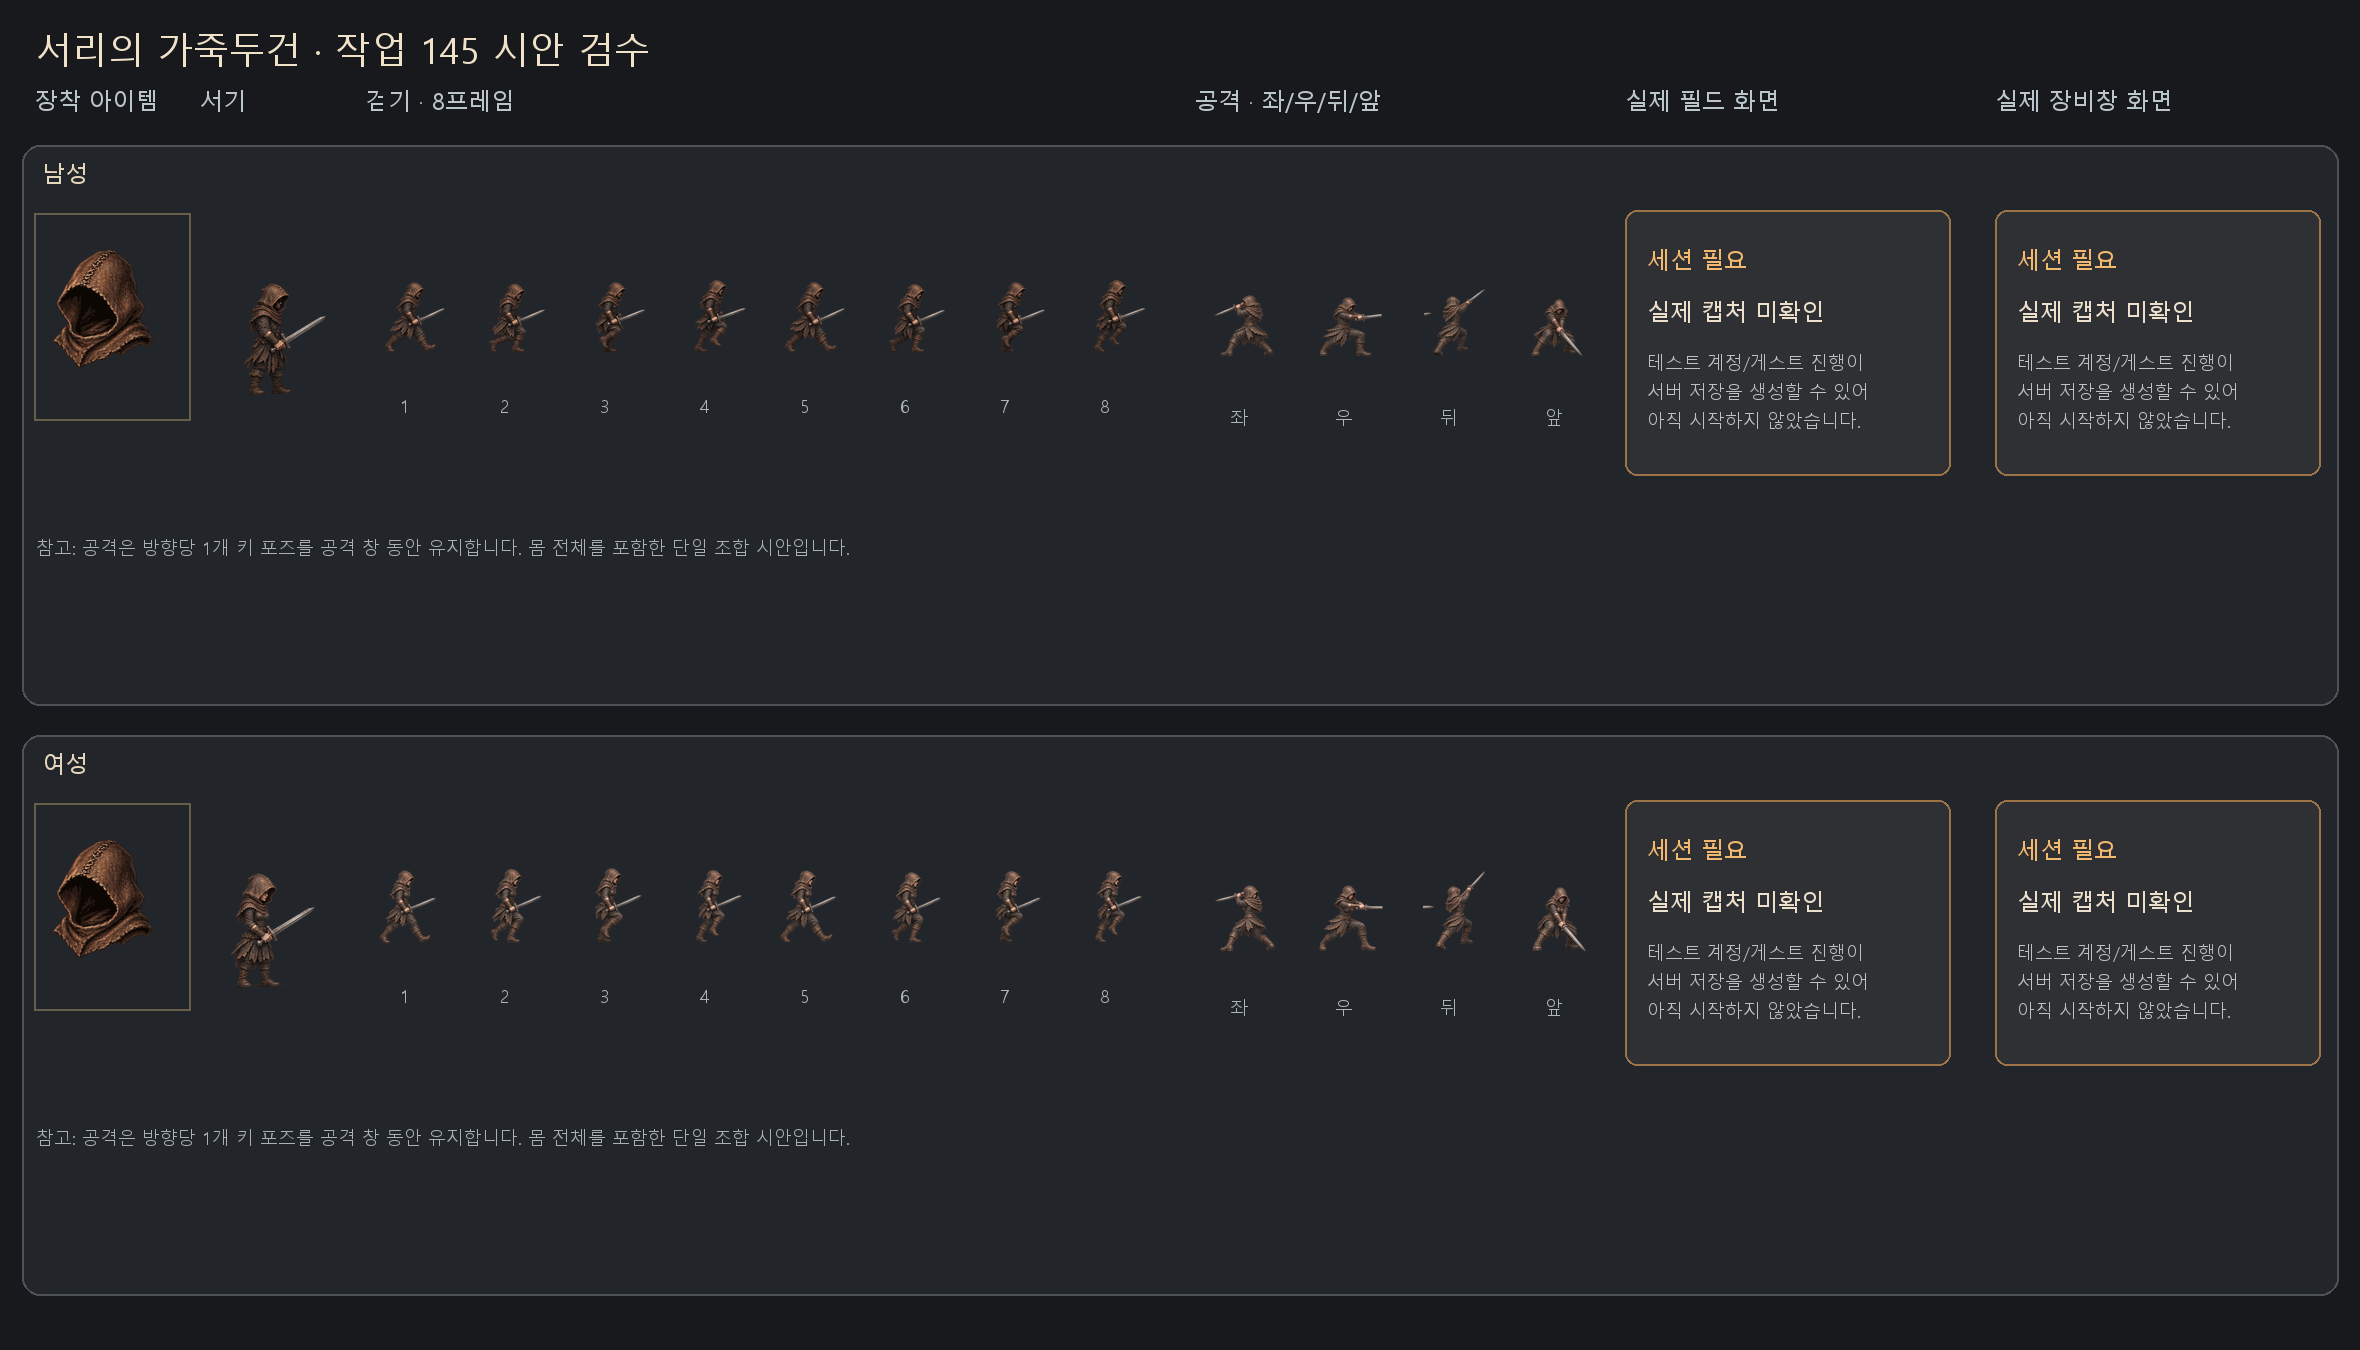 서리의 가죽두건 · 작업 145 시안 검수
장착 아이템 서기 걷기 · 8프레임 공격 · 좌/우/뒤/앞 실제 필드 화면 실제 장비창 화면
남성
세션 필요
실제 캡처 미확인
테스트 계정/게스트 진행이
서버 저장을 생성할 수 있어
아직 시작하지 않았습니다.
세션 필요
실제 캡처 미확인
테스트 계정/게스트 진행이
서버 저장을 생성할 수 있어
아직 시작하지 않았습니다.
1 2 3 4 5 6 7 8
좌 우 뒤 앞
참고: 공격은 방향당 1개 키 포즈를 공격 창 동안 유지합니다. 몸 전체를 포함한 단일 조합 시안입니다.
여성
세션 필요
실제 캡처 미확인
테스트 계정/게스트 진행이
서버 저장을 생성할 수 있어
아직 시작하지 않았습니다.
세션 필요
실제 캡처 미확인
테스트 계정/게스트 진행이
서버 저장을 생성할 수 있어
아직 시작하지 않았습니다.
1 2 3 4 5 6 7 8
좌 우 뒤 앞
참고: 공격은 방향당 1개 키 포즈를 공격 창 동안 유지합니다. 몸 전체를 포함한 단일 조합 시안입니다.